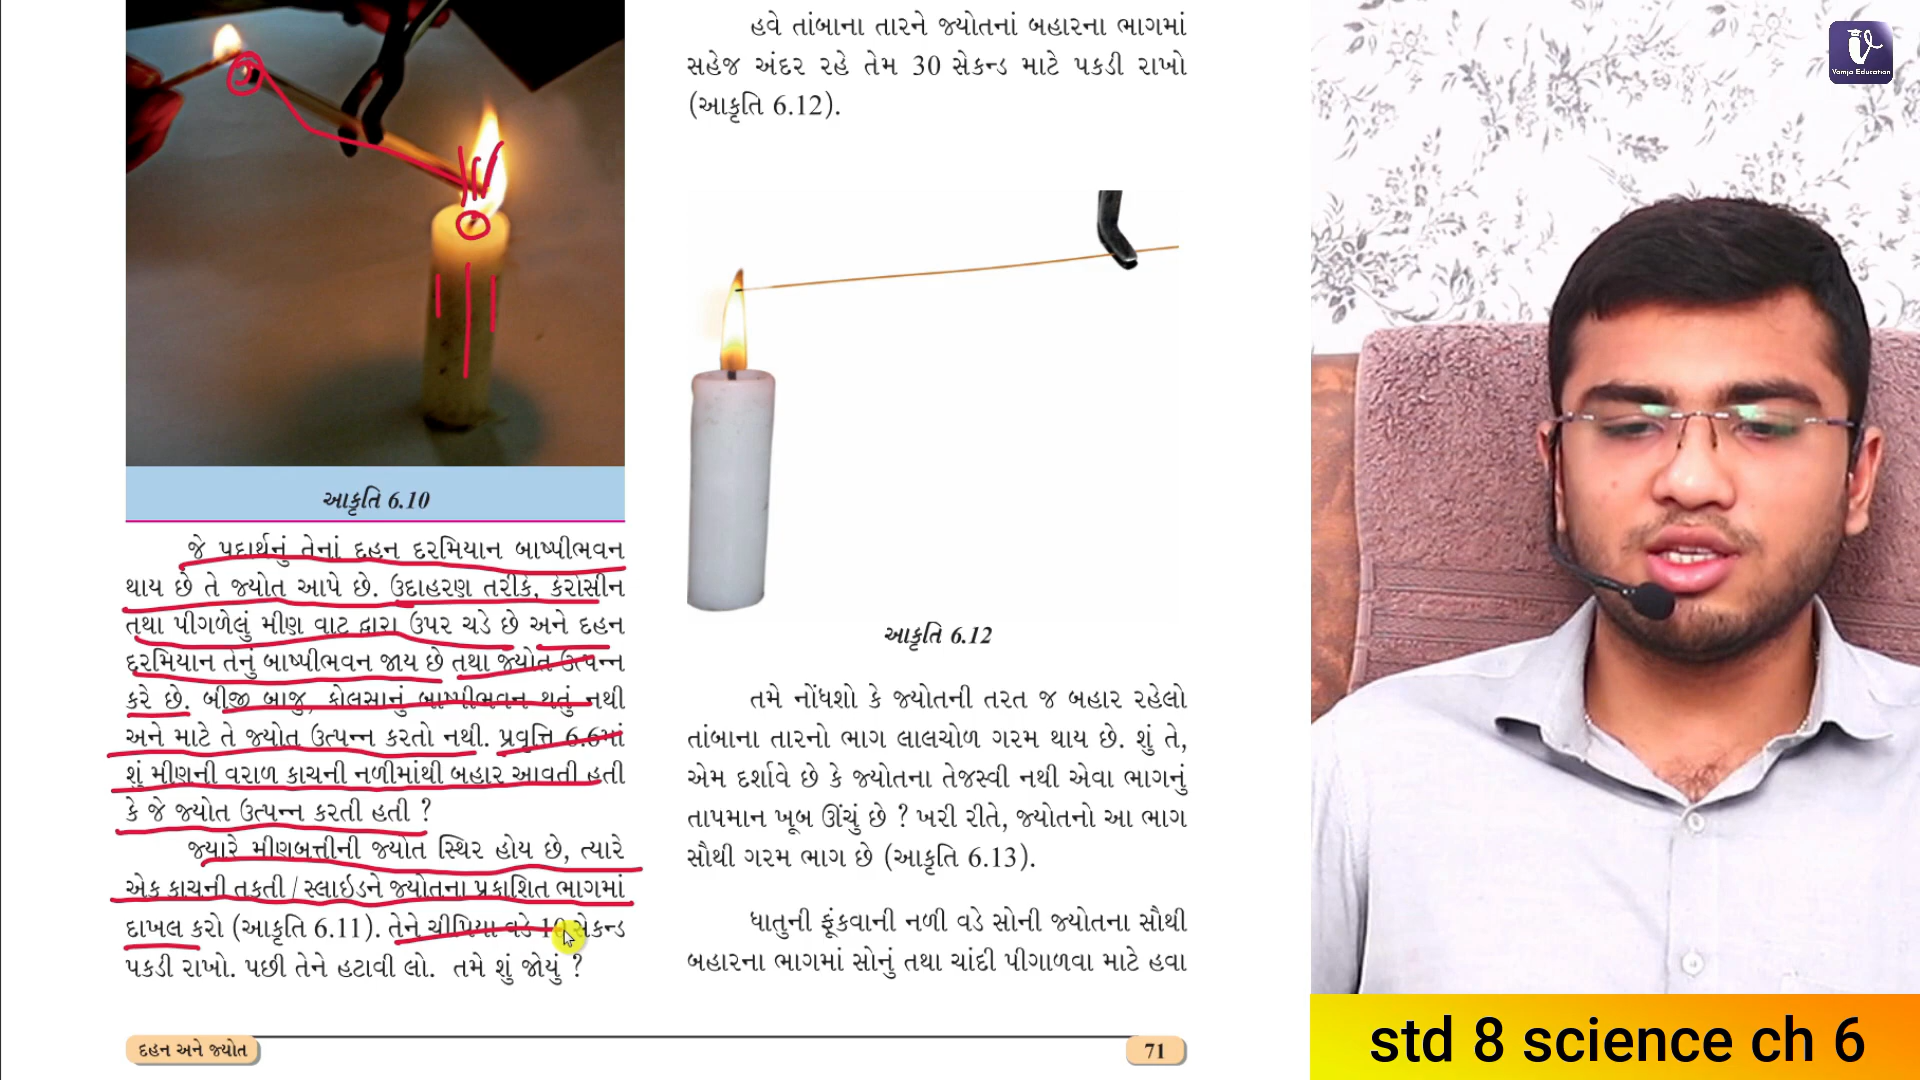 આકૃતિ 6.10
જે પદાર્થનું તેનાં દહન દરમિયાન બાષ્પીભવન
થાય છે તે જ્યોત આપે છે. ઉદાહરણ તરીકે, કેરોસીન
તથા પીગળેલું મીણ વાટ દ્વારા ઉપર ચડે છે અને દહન
દરમિયાન તેનું બાષ્પીભવન જાય છે તથા જ્યોત ઉત્પન્ન
કરે છે. બીજી બાજુ, કોલસાનું બાષ્પીભવન થતું નથી
અને માટે તે જ્યોત ઉત્પન્ન કરતો નથી. પ્રવૃત્તિ 6.6માં
શું મીણની વરાળ કાચની નળીમાંથી બહાર આવતી હતી
કે જે જ્યોત ઉત્પન્ન કરતી હતી ?
જ્યારે મીણબત્તીની જ્યોત સ્થિર હોય છે, ત્યારે
એક કાચની તકતી / સ્લાઇડને જ્યોતના પ્રકાશિત ભાગમાં
દાખલ કરો (આકૃતિ 6.11). તેને ચીપિયા વડે 10 સેકન્ડ
પકડી રાખો. પછી તેને હટાવી લો. તમે શું જોયું ?
હવે તાંબાના તારને જ્યોતનાં બહારના ભાગમાં
સહેજ અંદર રહે તેમ 30 સેકન્ડ માટે પકડી રાખો
(આકૃતિ 6.12).
આકૃતિ 6.12
તમે નોંધશો કે જ્યોતની તરત જ બહાર રહેલો
તાંબાના તારનો ભાગ લાલચોળ ગરમ થાય છે. શું તે,
એમ દર્શાવે છે કે જ્યોતના તેજસ્વી નથી એવા ભાગનું
તાપમાન ખૂબ ઊંચું છે ? ખરી રીતે, જ્યોતનો આ ભાગ
સૌથી ગરમ ભાગ છે (આકૃતિ 6.13).
ધાતુની ફૂંકવાની નળી વડે સોની જ્યોતના સૌથી
બહારના ભાગમાં સોનું તથા ચાંદી પીગાળવા માટે હવા
દહન અને જ્યોત
71
Vamja Education
std 8 science ch 6